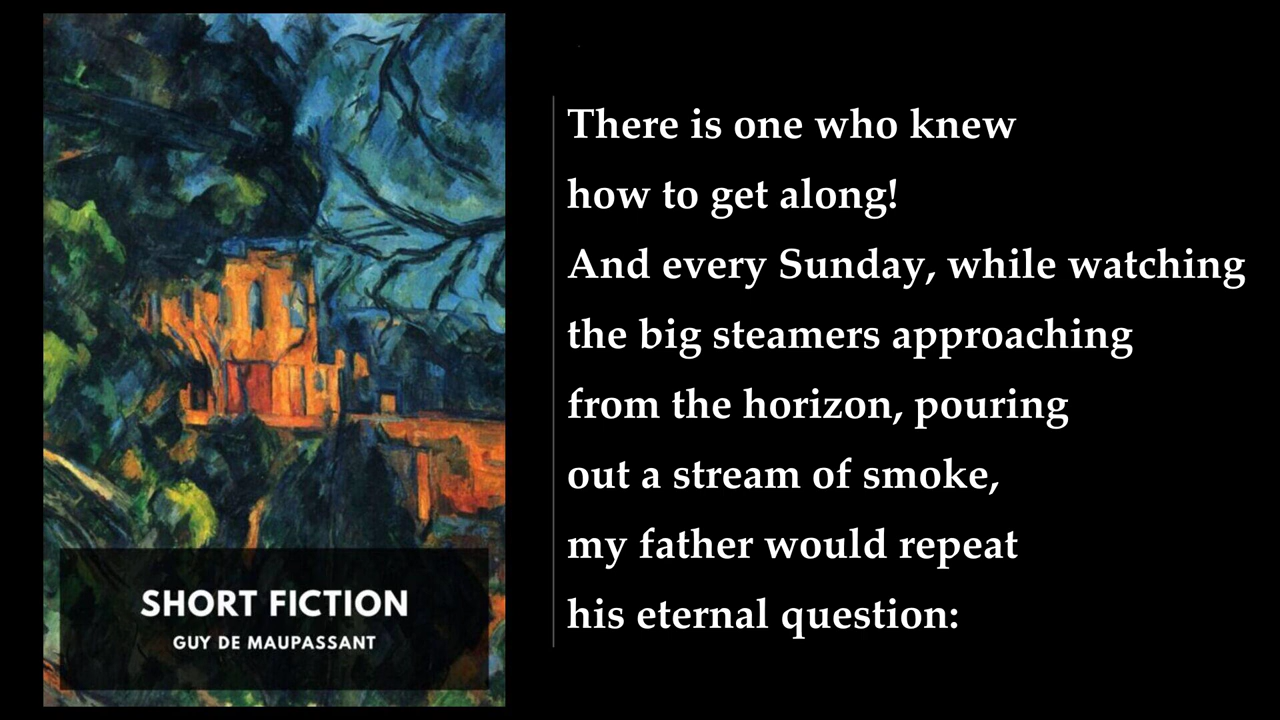 SHORT FICTION
GUY DE MAUPASSANT
There is one who knew
how to get along!
And every Sunday, while watching
the big steamers approaching
from the horizon, pouring
out a stream of smoke,
my father would repeat
his eternal question: